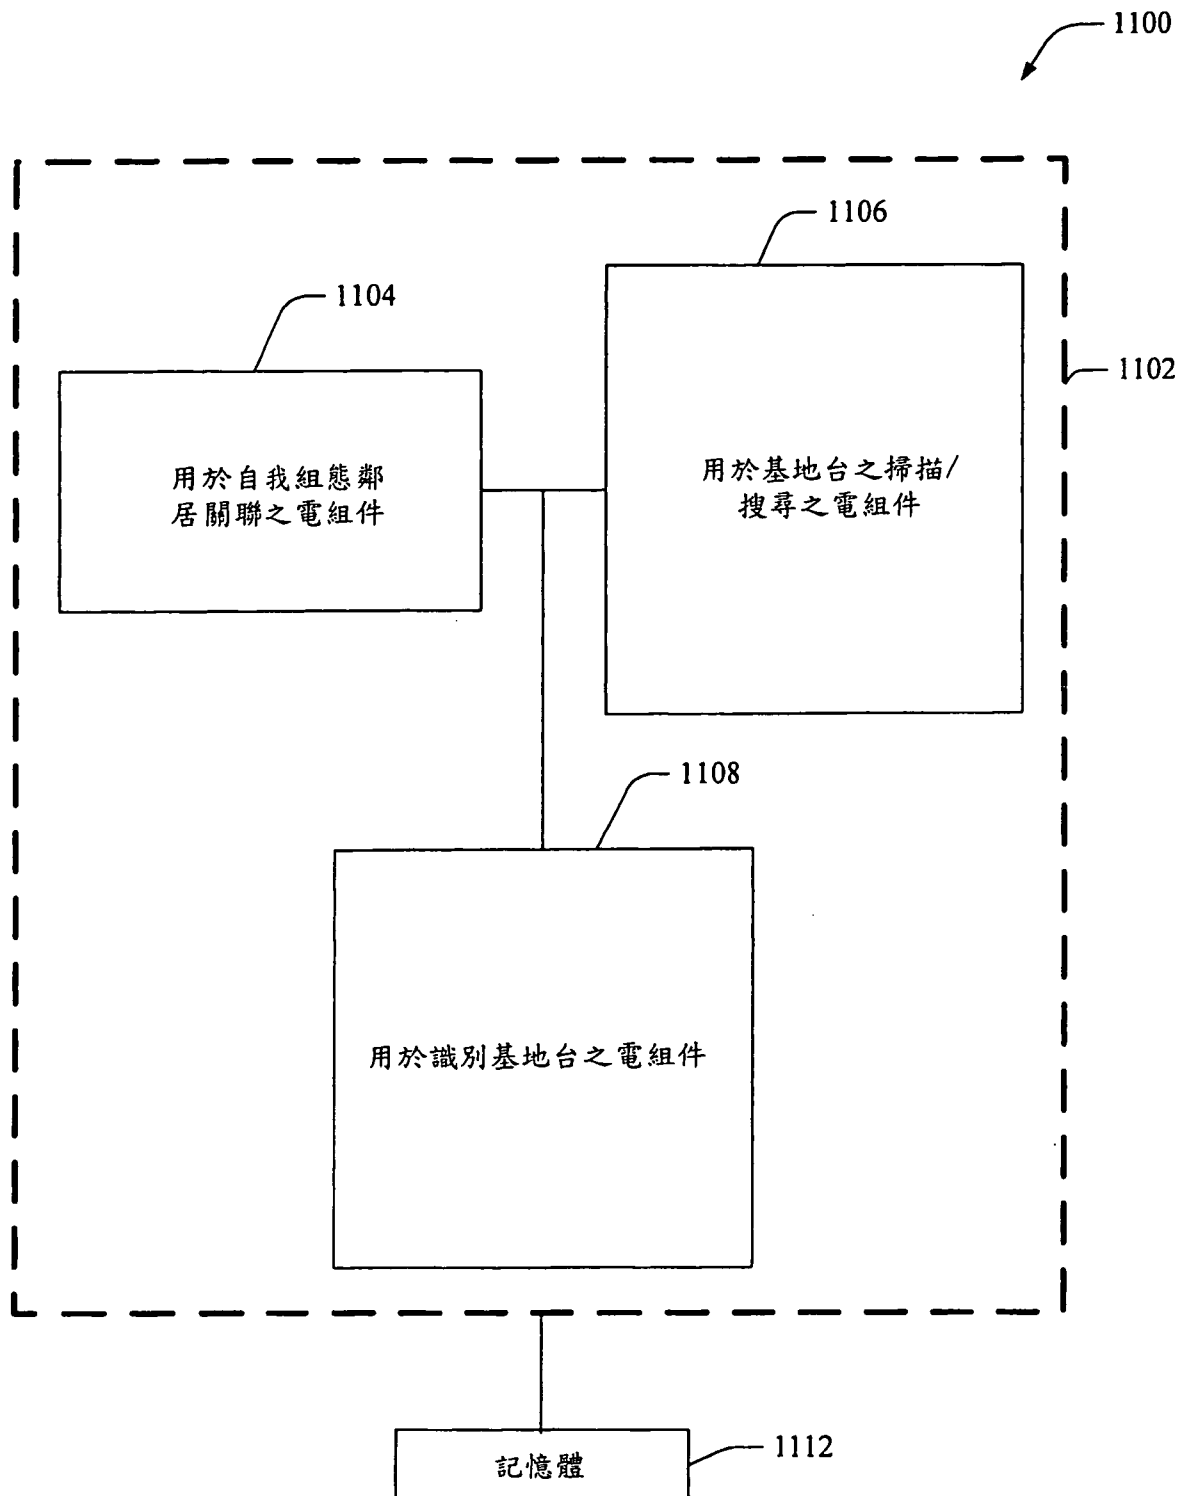 1100
1106
1104
1102
用於自我組態鄰
居關聯之電組件
用於基地台之掃描/
搜尋之電組件
1108
用於識別基地台之電組件
1112
記憶體